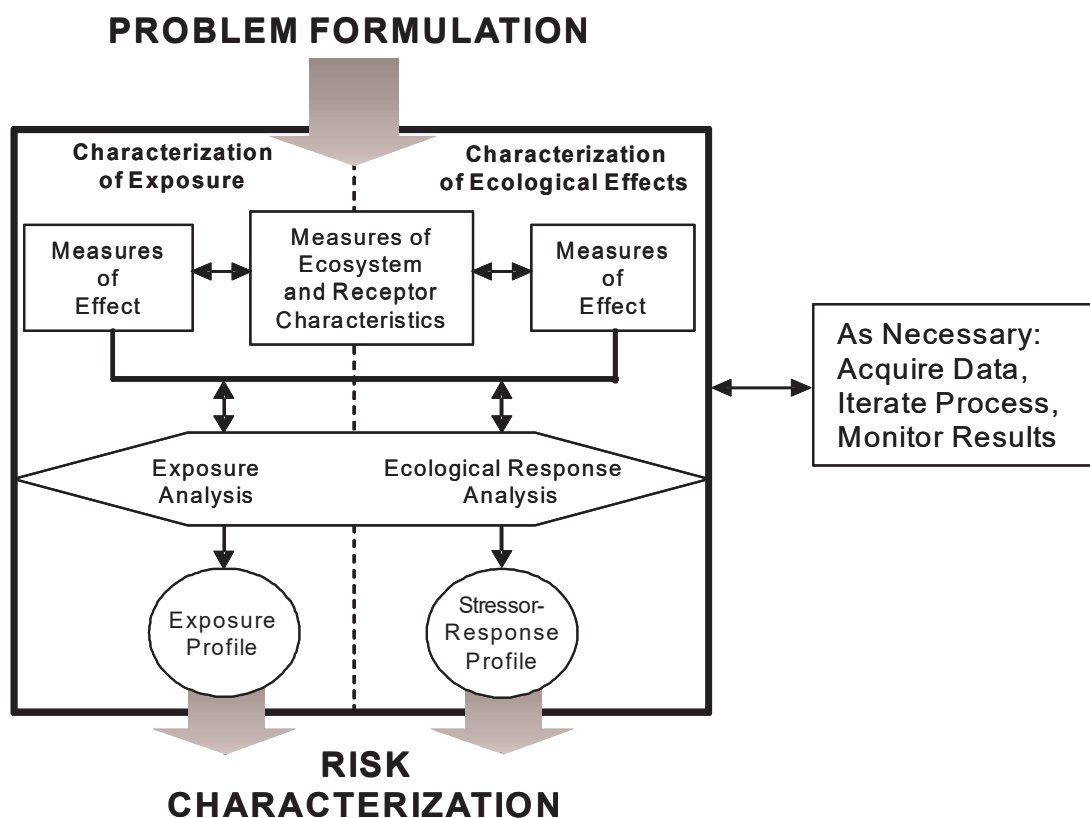 PROBLEM FORMULATION
Characterization
of Exposure
Characterization
of Ecological Effects
Measures
of
Effect
Measures of
Ecosystem
and Receptor
Characteristics
Measures
of
Effect
As Necessary:
Acquire Data,
Iterate Process,
Monitor Results
Exposure
Analysis
Ecological Response
Analysis
Exposure
Profile
Stressor-
Response
Profile
RISK
CHARACTERIZATION